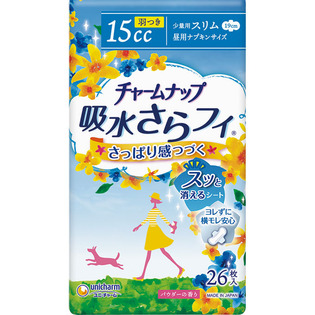 15cc
羽つき
少量用スリム 19cm
昼用ナプキンサイズ
チャームナップ
吸水さらフィ®
さっぱり感つづく
スッと
消えるシート
ヨレずに
横モレ安心
unicharm
ユニ・チャーム
パウダーの香り
26枚入
MADE IN JAPAN